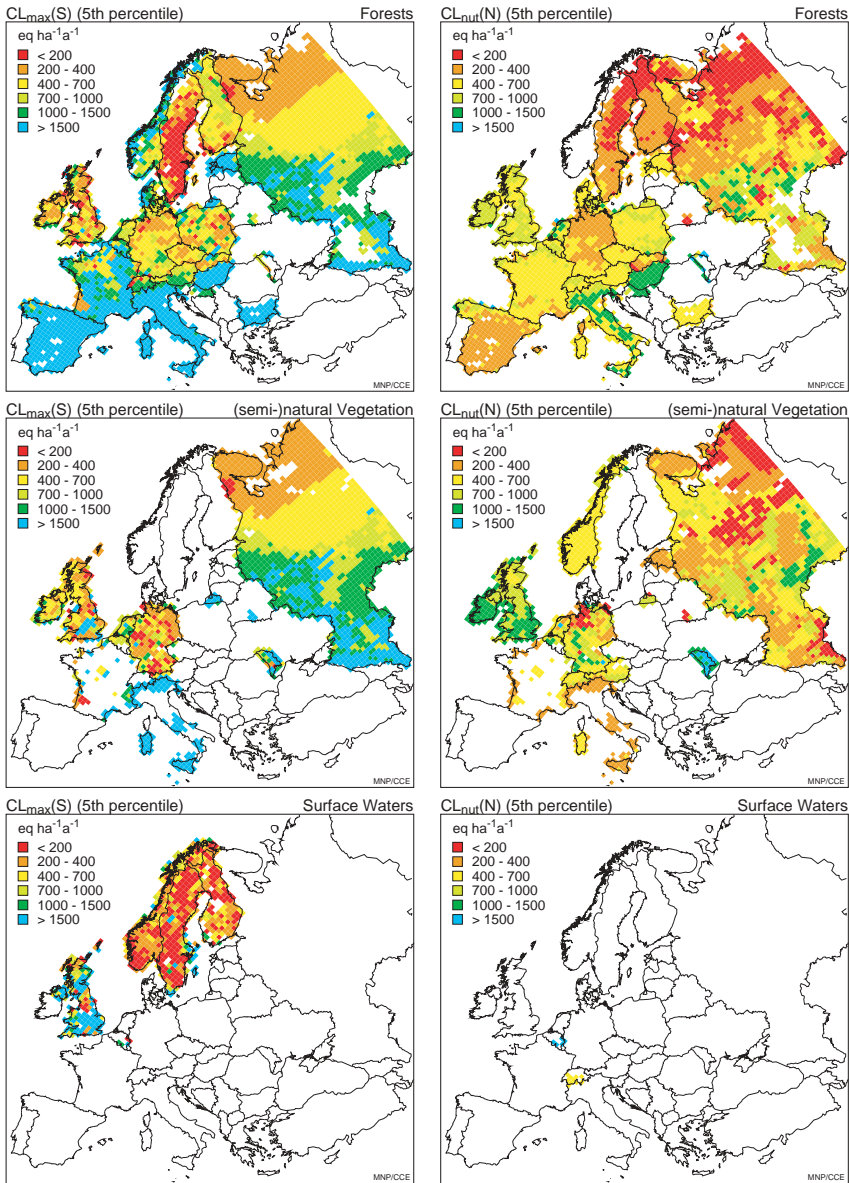 CLmax(S) (5th percentile) Forests
eq ha-1a-1
< 200
200 - 400
400 - 700
700 - 1000
1000 - 1500
> 1500
MNP/CCE
CLnut(N) (5th percentile) Forests
eq ha-1a-1
< 200
200 - 400
400 - 700
700 - 1000
1000 - 1500
> 1500
MNP/CCE
CLmax(S) (5th percentile) (semi-)natural Vegetation
eq ha-1a-1
< 200
200 - 400
400 - 700
700 - 1000
1000 - 1500
> 1500
MNP/CCE
CLnut(N) (5th percentile) (semi-)natural Vegetation
eq ha-1a-1
< 200
200 - 400
400 - 700
700 - 1000
1000 - 1500
> 1500
MNP/CCE
CLmax(S) (5th percentile) Surface Waters
eq ha-1a-1
< 200
200 - 400
400 - 700
700 - 1000
1000 - 1500
> 1500
MNP/CCE
CLnut(N) (5th percentile) Surface Waters
eq ha-1a-1
< 200
200 - 400
400 - 700
700 - 1000
1000 - 1500
> 1500
MNP/CCE